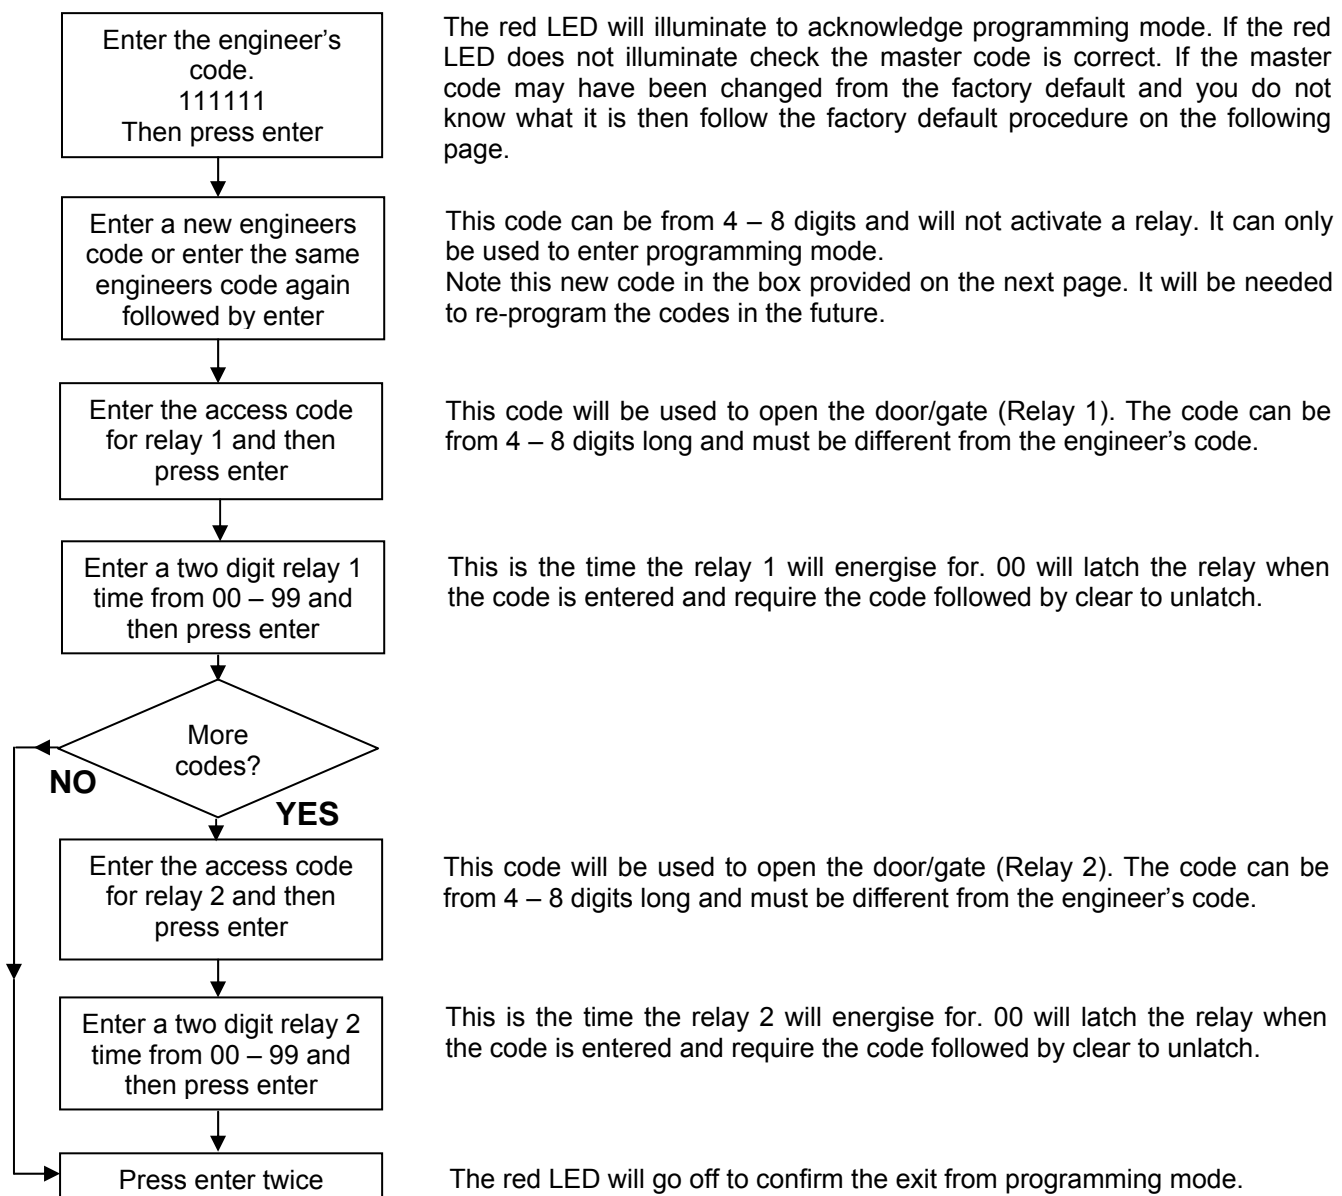 Enter the engineer's
code.
111111
Then press enter
The red LED will illuminate to acknowledge programming mode. If the red
LED does not illuminate check the master code is correct. If the master
code may have been changed from the factory default and you do not
know what it is then follow the factory default procedure on the following
page.
Enter a new engineers
code or enter the same
engineers code again
followed by enter
This code can be from 4 – 8 digits and will not activate a relay. It can only
be used to enter programming mode.
Note this new code in the box provided on the next page. It will be needed
to re-program the codes in the future.
Enter the access code
for relay 1 and then
press enter
This code will be used to open the door/gate (Relay 1). The code can be
from 4 – 8 digits long and must be different from the engineer's code.
Enter a two digit relay 1
time from 00 – 99 and
then press enter
This is the time the relay 1 will energise for. 00 will latch the relay when
the code is entered and require the code followed by clear to unlatch.
More
codes?
NO
YES
Enter the access code
for relay 2 and then
press enter
This code will be used to open the door/gate (Relay 2). The code can be
from 4 – 8 digits long and must be different from the engineer's code.
Enter a two digit relay 2
time from 00 – 99 and
then press enter
This is the time the relay 2 will energise for. 00 will latch the relay when
the code is entered and require the code followed by clear to unlatch.
Press enter twice
The red LED will go off to confirm the exit from programming mode.